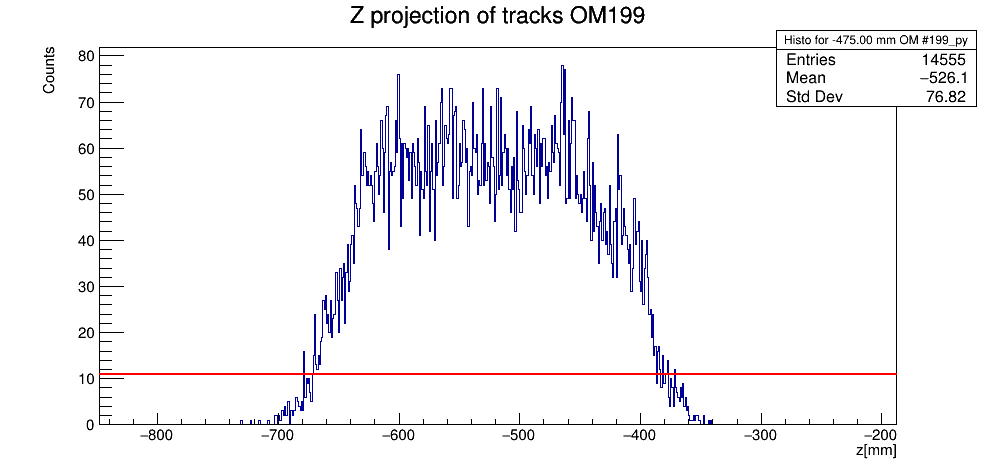 Z projection of tracks OM199
Histo for -475.00 mm OM #199_py
Entries 14555
Mean −526.1
Std Dev 76.82
Counts
80
70
60
50
40
30
20
10
0
−800 −700 −600 −500 −400 −300 −200
z[mm]